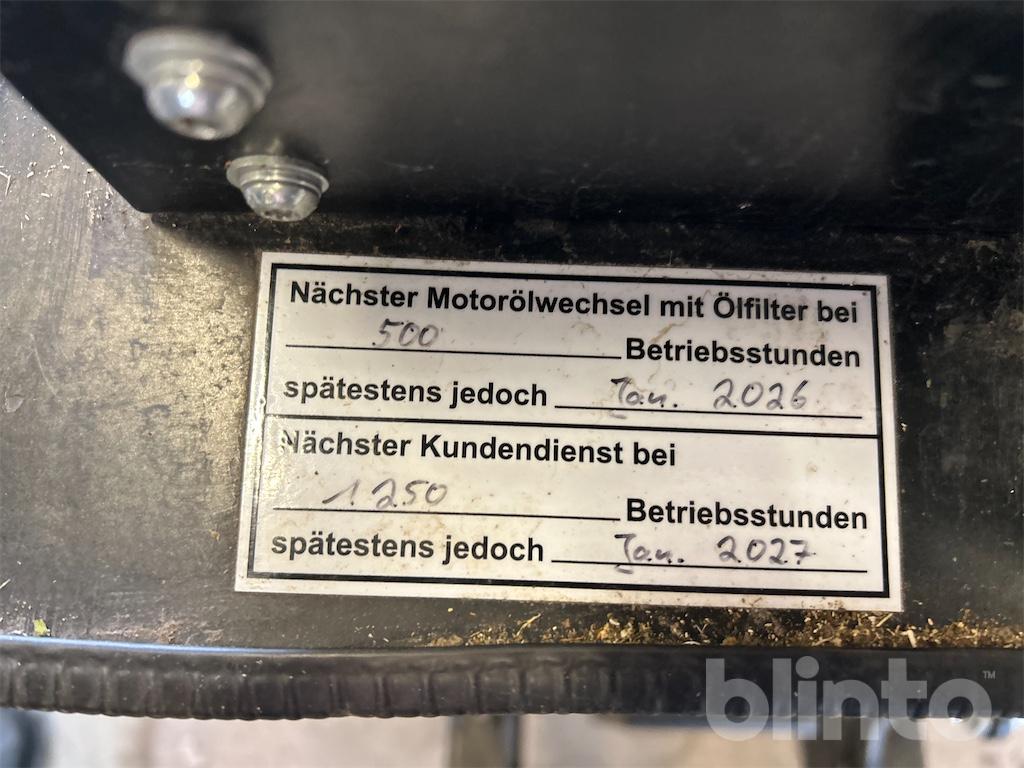 Nächster Motorölwechsel mit Ölfilter bei
500 Betriebsstunden
spätestens jedoch Jan. 2026
Nächster Kundendienst bei
1250 Betriebsstunden
spätestens jedoch Jan. 2027
blinto™